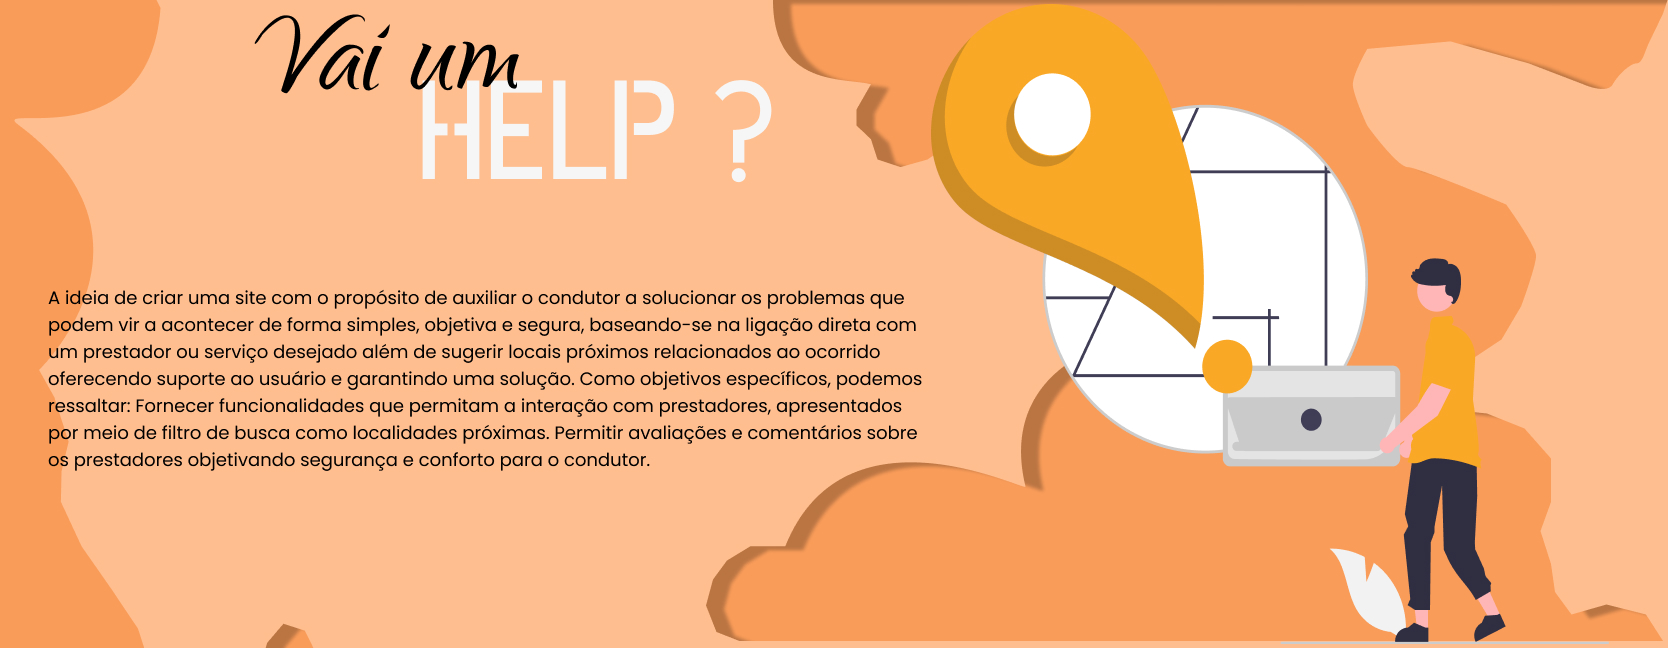 Vai um
HELP ?
A ideia de criar uma site com o propósito de auxiliar o condutor a solucionar os problemas que
podem vir a acontecer de forma simples, objetiva e segura, baseando-se na ligação direta com
um prestador ou serviço desejado além de sugerir locais próximos relacionados ao ocorrido
oferecendo suporte ao usuário e garantindo uma solução. Como objetivos específicos, podemos
ressaltar: Fornecer funcionalidades que permitam a interação com prestadores, apresentados
por meio de filtro de busca como localidades próximas. Permitir avaliações e comentários sobre
os prestadores objetivando segurança e conforto para o condutor.